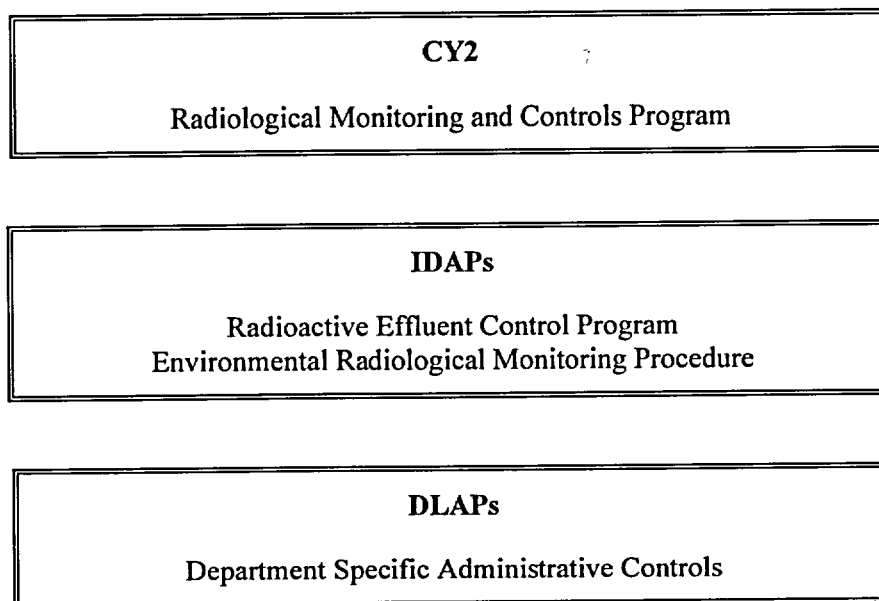 CY2
Radiological Monitoring and Controls Program
IDAPs
Radioactive Effluent Control Program
Environmental Radiological Monitoring Procedure
DLAPs
Department Specific Administrative Controls